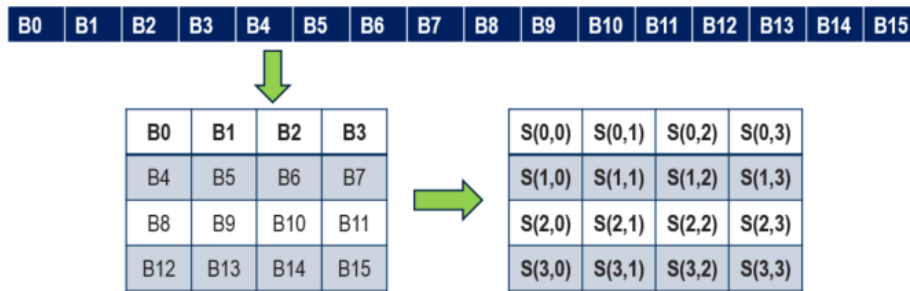 B0 B1 B2 B3 B4 B5 B6 B7 B8 B9 B10 B11 B12 B13 B14 B15
B0 B1 B2 B3
B4 B5 B6 B7
B8 B9 B10 B11
B12 B13 B14 B15
S(0,0) S(0,1) S(0,2) S(0,3)
S(1,0) S(1,1) S(1,2) S(1,3)
S(2,0) S(2,1) S(2,2) S(2,3)
S(3,0) S(3,1) S(3,2) S(3,3)